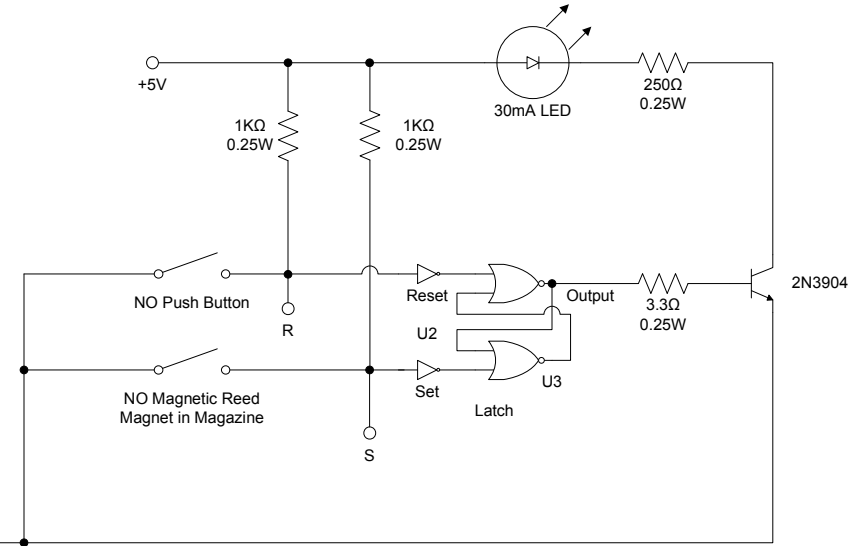 +5V
30mA LED
250Ω
0.25W
1KΩ
0.25W
1KΩ
0.25W
NO Push Button
R
Reset
U2
Output
3.3Ω
0.25W
2N3904
NO Magnetic Reed
Magnet in Magazine
S
Set
U3
Latch